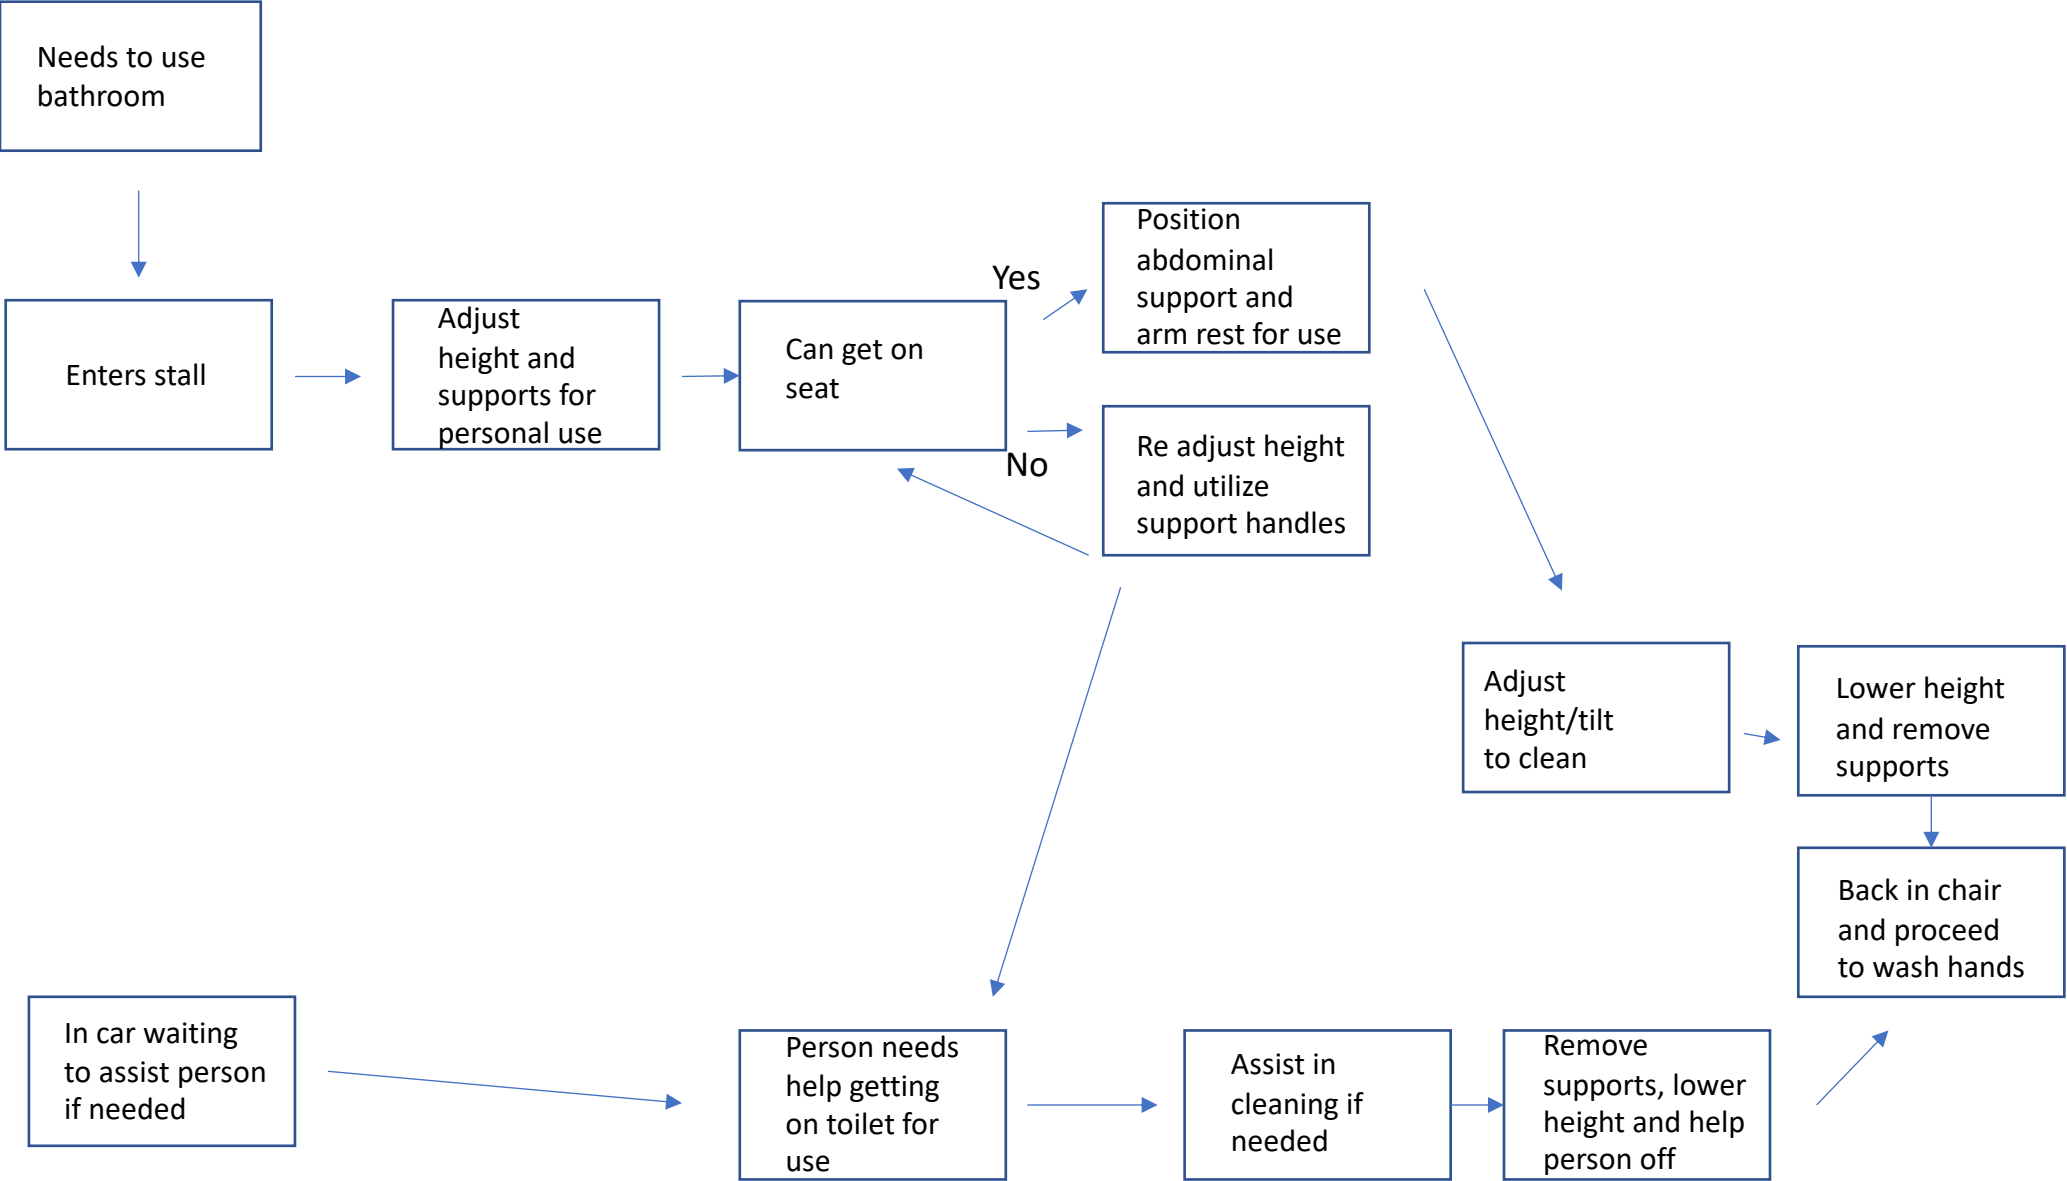 Needs to use
bathroom
Enters stall
Adjust
height and
supports for
personal use
Can get on
seat
Yes
No
Position
abdominal
support and
arm rest for use
Re adjust height
and utilize
support handles
Adjust
height/tilt
to clean
Lower height
and remove
supports
Back in chair
and proceed
to wash hands
In car waiting
to assist person
if needed
Person needs
help getting
on toilet for
use
Assist in
cleaning if
needed
Remove
supports, lower
height and help
person off